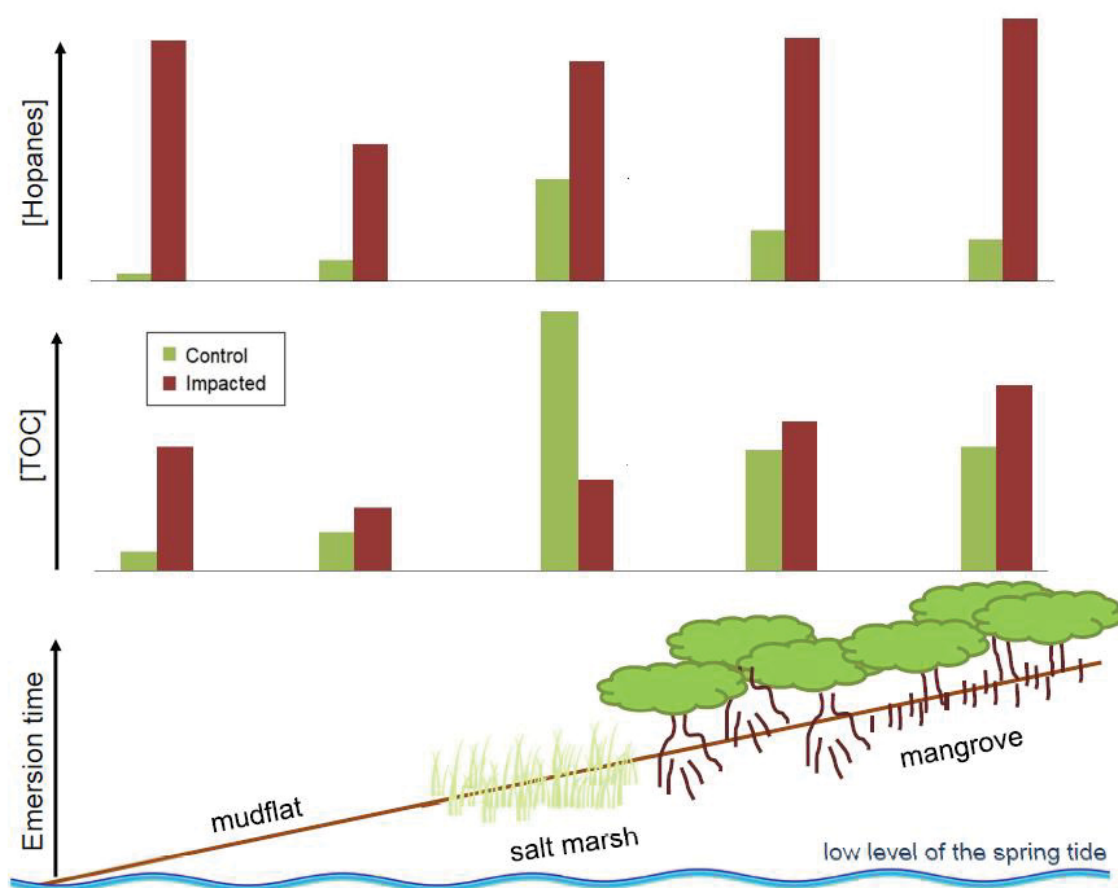 [Hopanes]
Control
Impacted
[TOC]
Emersion time
mudflat
salt marsh
mangrove
low level of the spring tide